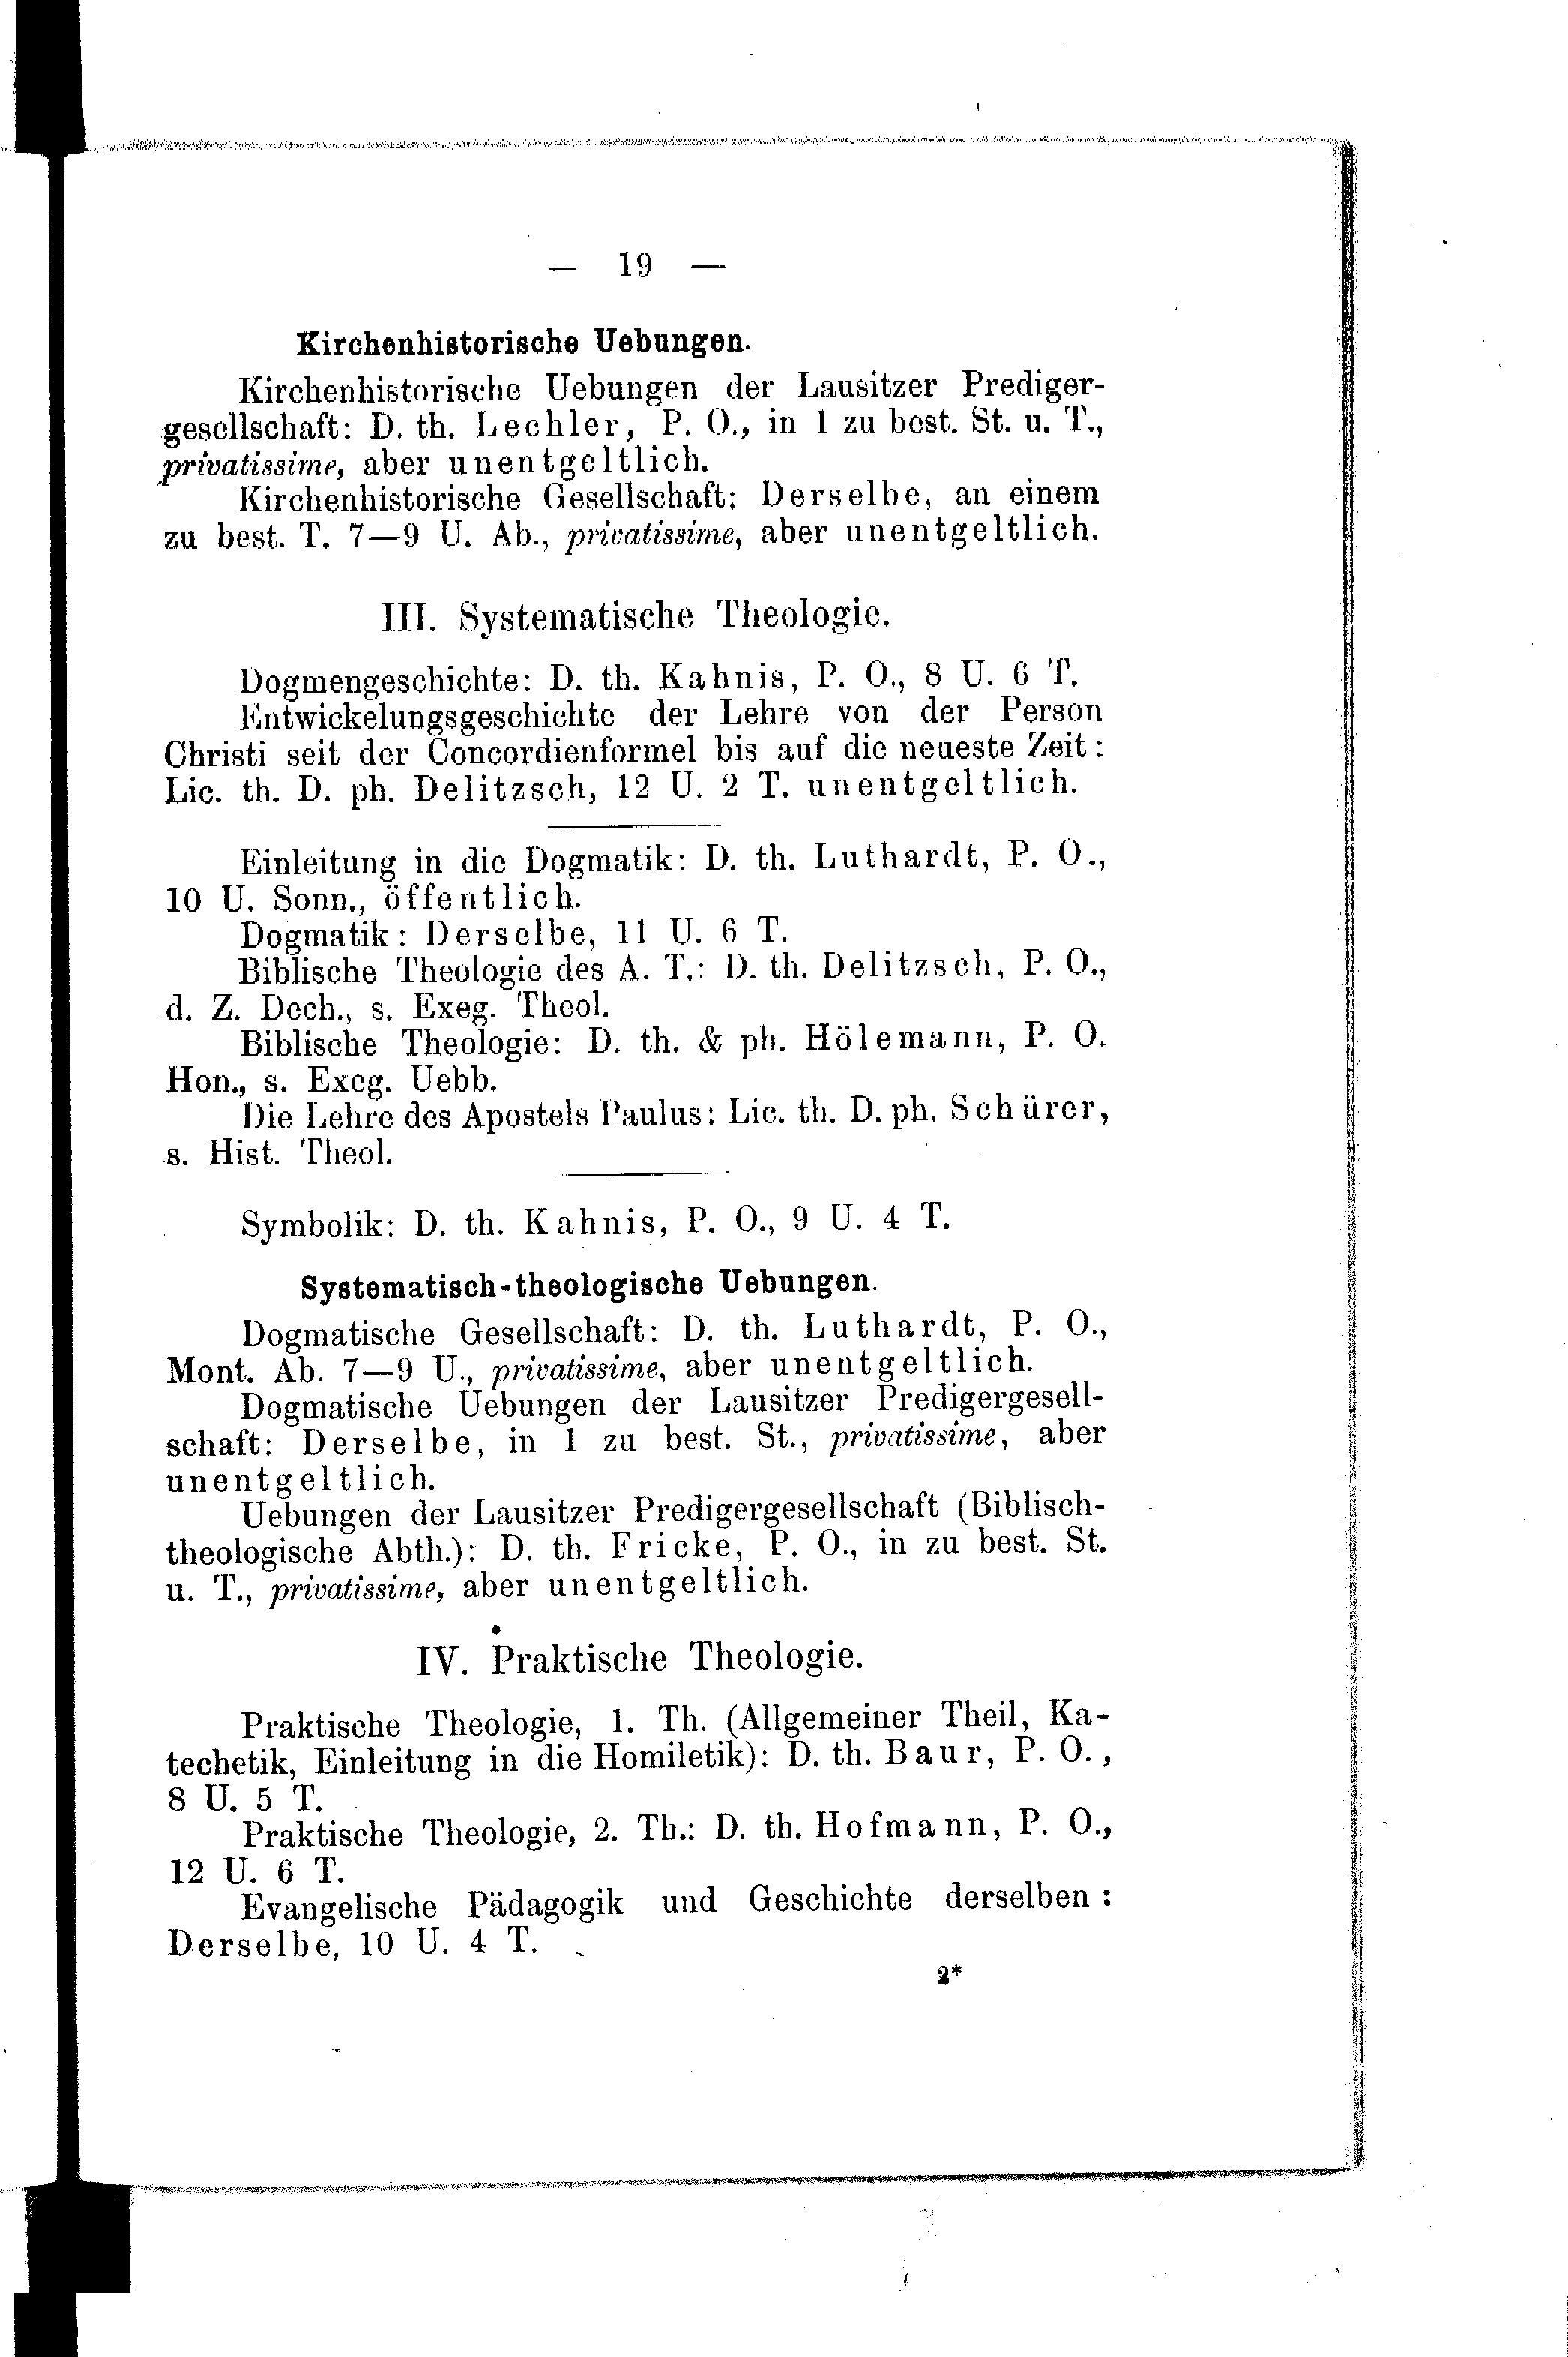 — 19 —
Kirchenhistorische Uebungen.
Kirchenhistorische Uebungen der Lausitzer Prediger-
gesellschaft: D. th. Lechler, P. O., in 1 zu best. St. u. T.,
privatissime, aber unentgeltlich.
Kirchenhistorische Gesellschaft: Derselbe, an einem
zu best. T. 7—9 U. Ab., privatissime, aber unentgeltlich.
III. Systematische Theologie.
Dogmengeschichte: D. th. Kahnis, P. O., 8 U. 6 T.
Entwickelungsgeschichte der Lehre von der Person
Christi seit der Concordienformel bis auf die neueste Zeit:
Lic. th. D. ph. Delitzsch, 12 U. 2 T. unentgeltlich.
Einleitung in die Dogmatik: D. th. Luthardt, P. O.,
10 U. Sonn., öffentlich.
Dogmatik: Derselbe, 11 U. 6 T.
Biblische Theologie des A. T.: D. th. Delitzsch, P. O.,
d. Z. Dech., s. Exeg. Theol.
Biblische Theologie: D. th. & ph. Hölemann, P. O.
Hon., s. Exeg. Uebb.
Die Lehre des Apostels Paulus: Lic. th. D. ph. Schürer,
s. Hist. Theol.
Symbolik: D. th. Kahnis, P. O., 9 U. 4 T.
Systematisch-theologische Uebungen.
Dogmatische Gesellschaft: D. th. Luthardt, P. O.,
Mont. Ab. 7—9 U., privatissime, aber unentgeltlich.
Dogmatische Uebungen der Lausitzer Predigergesell-
schaft: Derselbe, in 1 zu best. St., privatissime, aber
unentgeltlich.
Uebungen der Lausitzer Predigergesellschaft (Biblisch-
theologische Abth.): D. th. Fricke, P. O., in zu best. St.
u. T., privatissime, aber unentgeltlich.
IV. Praktische Theologie.
Praktische Theologie, 1. Th. (Allgemeiner Theil, Ka-
techetik, Einleitung in die Homiletik): D. th. Baur, P. O.,
8 U. 5 T.
Praktische Theologie, 2. Th.: D. th. Hofmann, P. O.,
12 U. 6 T.
Evangelische Pädagogik und Geschichte derselben:
Derselbe, 10 U. 4 T.
2*